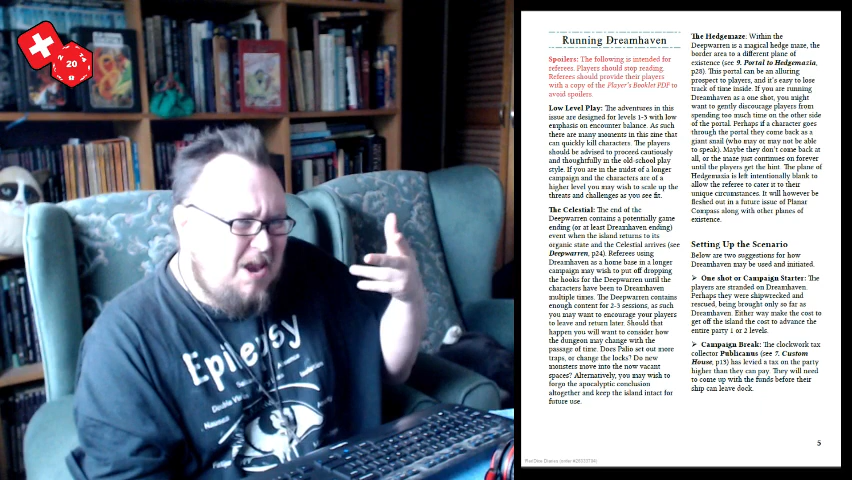 20
Epilepsy
Running Dreamhaven
Spoilers: The following is intended for
referees. Players should stop reading.
Referees should provide their players
with a copy of the Player's Booklet PDF to
avoid spoilers.
Low Level Play: The adventures in this
issue are designed for levels 1-3 with low
emphasis on encounter balance. As such
there are many moments in this zine that
can quickly kill characters. The players
should be advised to proceed cautiously
and thoughtfully in the old-school play
style. If you are in the midst of a longer
campaign and the characters are of a
higher level you may wish to scale up the
threats and challenges as you see fit.
The Celestial: The end of the
Deepwarren contains a potentially game
ending (or at least Dreamhaven ending)
event when the island returns to its
organic state and the Celestial arrives (see
Deepwarren, p24). Referees using
Dreamhaven as a home base in a longer
campaign may wish to put off dropping
the hooks for the Deepwarren until the
characters have been to Dreamhaven
multiple times. The Deepwarren contains
enough content for 2-3 sessions, as such
you may want to encourage your players
to leave and return later. Should that
happen you will want to consider how
the dungeon may change with the
passage of time. Does Palio set out more
traps, or change the locks? Do new
monsters move into the now vacant
spaces? Alternatively, you may wish to
forgo the apocalyptic conclusion
altogether and keep the island intact for
future use.
The Hedgemaze: Within the
Deepwarren is a magical hedge maze, the
border area to a different plane of
existence (see 9. Portal to Hedgemazia,
p28). This portal can be an alluring
prospect to players, and it's easy to lose
track of time inside. If you are running
Dreamhaven as a one shot, you might
want to gently discourage players from
spending too much time on the other side
of the portal. Perhaps if a character goes
through the portal they come back as a
giant snail (who may or may not be able
to speak). Maybe they don't come back at
all, or the maze just continues on forever
until the players get the hint. The plane of
Hedgemazia is left intentionally blank to
allow the referee to cater it to their
unique circumstances. It will however be
fleshed out in a future issue of Planar
Compass along with other planes of
existence.
Setting Up the Scenario
Below are two suggestions for how
Dreamhaven may be used and initiated.
➤ One shot or Campaign Starter: The
players are stranded on Dreamhaven.
Perhaps they were shipwrecked and
rescued, being brought only so far as
Dreamhaven. Either way make the cost to
get off the island the cost to advance the
entire party 1 or 2 levels.
➤ Campaign Break: The clockwork tax
collector Publicanus (see 7. Custom
House, p13) has levied a tax on the party
higher than they can pay. They will need
to come up with the funds before their
ship can leave dock.
5